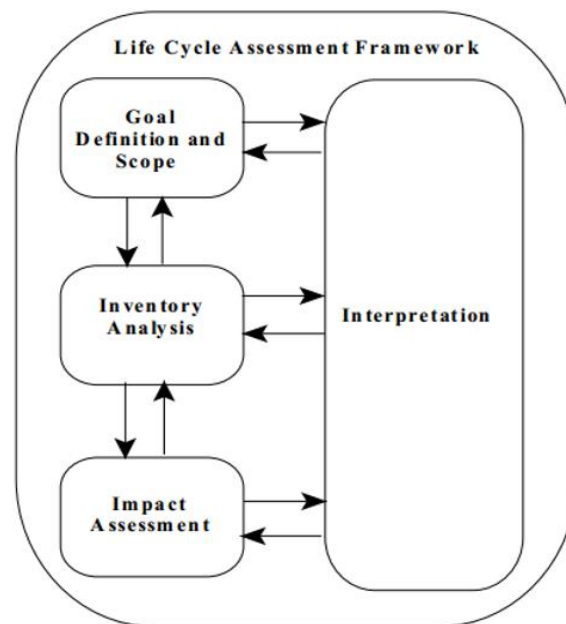 Life Cycle Assessment Framework
Goal
Definition and
Scope
Inventory
Analysis
Interpretation
Impact
Assessment